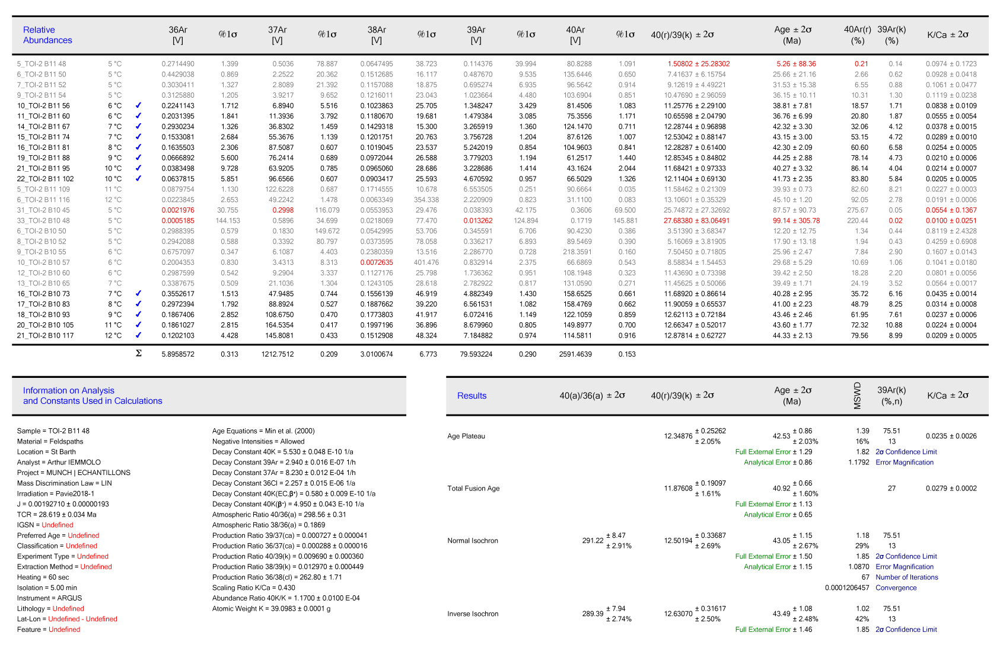 Relative Abundances 36Ar [V] %1σ 37Ar [V] %1σ 38Ar [V] %1σ 39Ar [V] %1σ 40Ar [V] %1σ 40(r)/39(k) ± 2σ Age ± 2σ (Ma) 40Ar(r) (%) 39Ar(k) (%) K/Ca ± 2σ
5_TOI-2 B11 48 5 °C 0.2714490 1.399 0.5036 78.887 0.0647495 38.723 0.114376 39.994 80.8288 1.091 1.50802 ± 25.28302 5.26 ± 88.36 0.21 0.14 0.0974 ± 0.1723
6_TOI-2 B11 50 5 °C 0.4429038 0.869 2.2522 20.362 0.1512685 16.117 0.487670 9.535 135.6446 0.650 7.41637 ± 6.15754 25.66 ± 21.16 2.66 0.62 0.0928 ± 0.0418
7_TOI-2 B11 52 5 °C 0.3030411 1.327 2.8089 21.392 0.1157088 18.875 0.695274 6.935 96.5642 0.914 9.12619 ± 4.49221 31.53 ± 15.38 6.55 0.88 0.1061 ± 0.0477
9_TOI-2 B11 54 5 °C 0.3125880 1.205 3.9217 9.652 0.1216011 23.043 1.023664 4.480 103.6904 0.851 10.47690 ± 2.96059 36.15 ± 10.11 10.31 1.30 0.1119 ± 0.0238
10_TOI-2 B11 56 6 °C ✓ 0.2241143 1.712 6.8940 5.516 0.1023863 25.705 1.348247 3.429 81.4506 1.083 11.25776 ± 2.29100 38.81 ± 7.81 18.57 1.71 0.0838 ± 0.0109
11_TOI-2 B11 60 6 °C ✓ 0.2031395 1.841 11.3936 3.792 0.1180670 19.681 1.479384 3.085 75.3556 1.171 10.65598 ± 2.04790 36.76 ± 6.99 20.80 1.87 0.0555 ± 0.0054
14_TOI-2 B11 67 7 °C ✓ 0.2930234 1.326 36.8302 1.459 0.1429318 15.300 3.265919 1.360 124.1470 0.711 12.28744 ± 0.96898 42.32 ± 3.30 32.06 4.12 0.0378 ± 0.0015
15_TOI-2 B11 74 7 °C ✓ 0.1533081 2.684 55.3676 1.139 0.1201751 20.763 3.756728 1.204 87.6126 1.007 12.53042 ± 0.88147 43.15 ± 3.00 53.15 4.72 0.0289 ± 0.0010
16_TOI-2 B11 81 8 °C ✓ 0.1635503 2.306 87.5087 0.607 0.1019045 23.537 5.242019 0.854 104.9603 0.841 12.28287 ± 0.61400 42.30 ± 2.09 60.60 6.58 0.0254 ± 0.0005
19_TOI-2 B11 88 9 °C ✓ 0.0666892 5.600 76.2414 0.689 0.0972044 26.588 3.779203 1.194 61.2517 1.440 12.85345 ± 0.84802 44.25 ± 2.88 78.14 4.73 0.0210 ± 0.0006
21_TOI-2 B11 95 10 °C ✓ 0.0383498 9.728 63.9205 0.785 0.0965060 28.686 3.228686 1.414 43.1624 2.044 11.68421 ± 0.97333 40.27 ± 3.32 86.14 4.04 0.0214 ± 0.0007
22_TOI-2 B11 102 10 °C ✓ 0.0637815 5.851 96.6566 0.607 0.0903417 25.593 4.670592 0.957 66.5029 1.326 12.11404 ± 0.69130 41.73 ± 2.35 83.80 5.84 0.0205 ± 0.0005
5_TOI-2 B11 109 11 °C 0.0879754 1.130 122.6228 0.687 0.1714555 10.678 6.553505 0.251 90.6664 0.035 11.58462 ± 0.21309 39.93 ± 0.73 82.60 8.21 0.0227 ± 0.0003
6_TOI-2 B11 116 12 °C 0.0223845 2.653 49.2242 1.478 0.0063349 354.338 2.220909 0.823 31.1100 0.083 13.10601 ± 0.35329 45.10 ± 1.20 92.05 2.78 0.0191 ± 0.0006
31_TOI-2 B10 45 5 °C 0.0021976 30.755 0.2998 116.079 0.0553953 29.476 0.038393 42.175 0.3606 69.500 25.74872 ± 27.32692 87.57 ± 90.73 275.67 0.05 0.0554 ± 0.1367
33_TOI-2 B10 48 5 °C 0.0005185 144.153 0.5896 34.699 0.0218069 77.470 0.013262 124.894 0.1719 145.881 27.68380 ± 83.06491 99.14 ± 305.78 220.44 0.02 0.0100 ± 0.0251
6_TOI-2 B10 50 5 °C 0.2988395 0.579 0.1830 149.672 0.0542995 53.706 0.345591 6.706 90.4230 0.386 3.51390 ± 3.68347 12.20 ± 12.75 1.34 0.44 0.8119 ± 2.4328
8_TOI-2 B10 52 5 °C 0.2942088 0.588 0.3392 80.797 0.0373595 78.058 0.336217 6.893 89.5469 0.390 5.16069 ± 3.81905 17.90 ± 13.18 1.94 0.43 0.4259 ± 0.6908
9_TOI-2 B10 55 6 °C 0.6757097 0.347 6.1087 4.403 0.2380359 13.516 2.286770 0.728 218.3591 0.160 7.50450 ± 0.71805 25.96 ± 2.47 7.84 2.90 0.1607 ± 0.0143
10_TOI-2 B10 57 6 °C 0.2004353 0.830 3.4313 8.313 0.0072635 401.476 0.832914 2.375 66.6869 0.543 8.58834 ± 1.54453 29.68 ± 5.29 10.69 1.06 0.1041 ± 0.0180
12_TOI-2 B10 60 6 °C 0.2987599 0.542 9.2904 3.337 0.1127176 25.798 1.736362 0.951 108.1948 0.323 11.43690 ± 0.73398 39.42 ± 2.50 18.28 2.20 0.0801 ± 0.0056
13_TOI-2 B10 65 7 °C 0.3387675 0.509 21.1036 1.304 0.1243105 28.618 2.782922 0.817 131.0590 0.271 11.45625 ± 0.50066 39.49 ± 1.71 24.19 3.52 0.0564 ± 0.0017
16_TOI-2 B10 73 7 °C ✓ 0.3552617 1.513 47.9485 0.744 0.1556139 46.919 4.882349 1.430 158.6525 0.661 11.68920 ± 0.86614 40.28 ± 2.95 35.72 6.16 0.0435 ± 0.0014
17_TOI-2 B10 83 8 °C ✓ 0.2972394 1.792 88.8924 0.527 0.1887662 39.220 6.561531 1.082 158.4769 0.662 11.90059 ± 0.65537 41.00 ± 2.23 48.79 8.25 0.0314 ± 0.0008
18_TOI-2 B10 93 9 °C ✓ 0.1867406 2.852 108.6750 0.470 0.1773803 41.917 6.072416 1.149 122.1059 0.859 12.62113 ± 0.72184 43.46 ± 2.46 61.95 7.61 0.0237 ± 0.0006
20_TOI-2 B10 105 11 °C ✓ 0.1861027 2.815 164.5354 0.417 0.1997196 36.896 8.679960 0.805 149.8977 0.700 12.66347 ± 0.52017 43.60 ± 1.77 72.32 10.88 0.0224 ± 0.0004
21_TOI-2 B10 117 12 °C ✓ 0.1202103 4.428 145.8081 0.433 0.1512908 48.324 7.184882 0.974 114.5811 0.916 12.87814 ± 0.62727 44.33 ± 2.13 79.56 8.99 0.0209 ± 0.0005
Σ 5.8958572 0.313 1212.7512 0.209 3.0100674 6.773 79.593224 0.290 2591.4639 0.153
Information on Analysis
and Constants Used in Calculations
Sample = TOI-2 B11 48
Material = Feldspaths
Location = St Barth
Analyst = Arthur IEMMOLO
Project = MUNCH | ECHANTILLONS
Mass Discrimination Law = LIN
Irradiation = Pavie2018-1
J = 0.00192710 ± 0.00000193
TCR = 28.619 ± 0.034 Ma
IGSN = Undefined
Preferred Age = Undefined
Classification = Undefined
Experiment Type = Undefined
Extraction Method = Undefined
Heating = 60 sec
Isolation = 5.00 min
Instrument = ARGUS
Lithology = Undefined
Lat-Lon = Undefined - Undefined
Feature = Undefined
Age Equations = Min et al. (2000)
Negative Intensities = Allowed
Decay Constant 40K = 5.530 ± 0.048 E-10 1/a
Decay Constant 39Ar = 2.940 ± 0.016 E-07 1/h
Decay Constant 37Ar = 8.230 ± 0.012 E-04 1/h
Decay Constant 36Cl = 2.257 ± 0.015 E-06 1/a
Decay Constant 40K(EC,β⁺) = 0.580 ± 0.009 E-10 1/a
Decay Constant 40K(β⁻) = 4.950 ± 0.043 E-10 1/a
Atmospheric Ratio 40/36(a) = 298.56 ± 0.31
Atmospheric Ratio 38/36(a) = 0.1869
Production Ratio 39/37(ca) = 0.000727 ± 0.000041
Production Ratio 36/37(ca) = 0.000288 ± 0.000016
Production Ratio 40/39(k) = 0.009690 ± 0.000360
Production Ratio 38/39(k) = 0.012970 ± 0.000449
Production Ratio 36/38(cl) = 262.80 ± 1.71
Scaling Ratio K/Ca = 0.430
Abundance Ratio 40K/K = 1.1700 ± 0.0100 E-04
Atomic Weight K = 39.0983 ± 0.0001 g
Results 40(a)/36(a) ± 2σ 40(r)/39(k) ± 2σ Age ± 2σ (Ma) MSWD 39Ar(k) (%,n) K/Ca ± 2σ
Age Plateau 12.34876 ± 0.25262 ± 2.05% 42.53 ± 0.86 ± 2.03% 1.39 16% 75.51 13 0.0235 ± 0.0026
Full External Error ± 1.29 1.82 2σ Confidence Limit
Analytical Error ± 0.86 1.1792 Error Magnification
Total Fusion Age 11.87608 ± 0.19097 ± 1.61% 40.92 ± 0.66 ± 1.60% 27 0.0279 ± 0.0002
Full External Error ± 1.13
Analytical Error ± 0.65
Normal Isochron 291.22 ± 8.47 ± 2.91% 12.50194 ± 0.33687 ± 2.69% 43.05 ± 1.15 ± 2.67% 1.18 29% 75.51 13
Full External Error ± 1.50 1.85 2σ Confidence Limit
Analytical Error ± 1.15 1.0870 Error Magnification
67 Number of Iterations
0.0001206457 Convergence
Inverse Isochron 289.39 ± 7.94 ± 2.74% 12.63070 ± 0.31617 ± 2.50% 43.49 ± 1.08 ± 2.48% 1.02 42% 75.51 13
Full External Error ± 1.46 1.85 2σ Confidence Limit